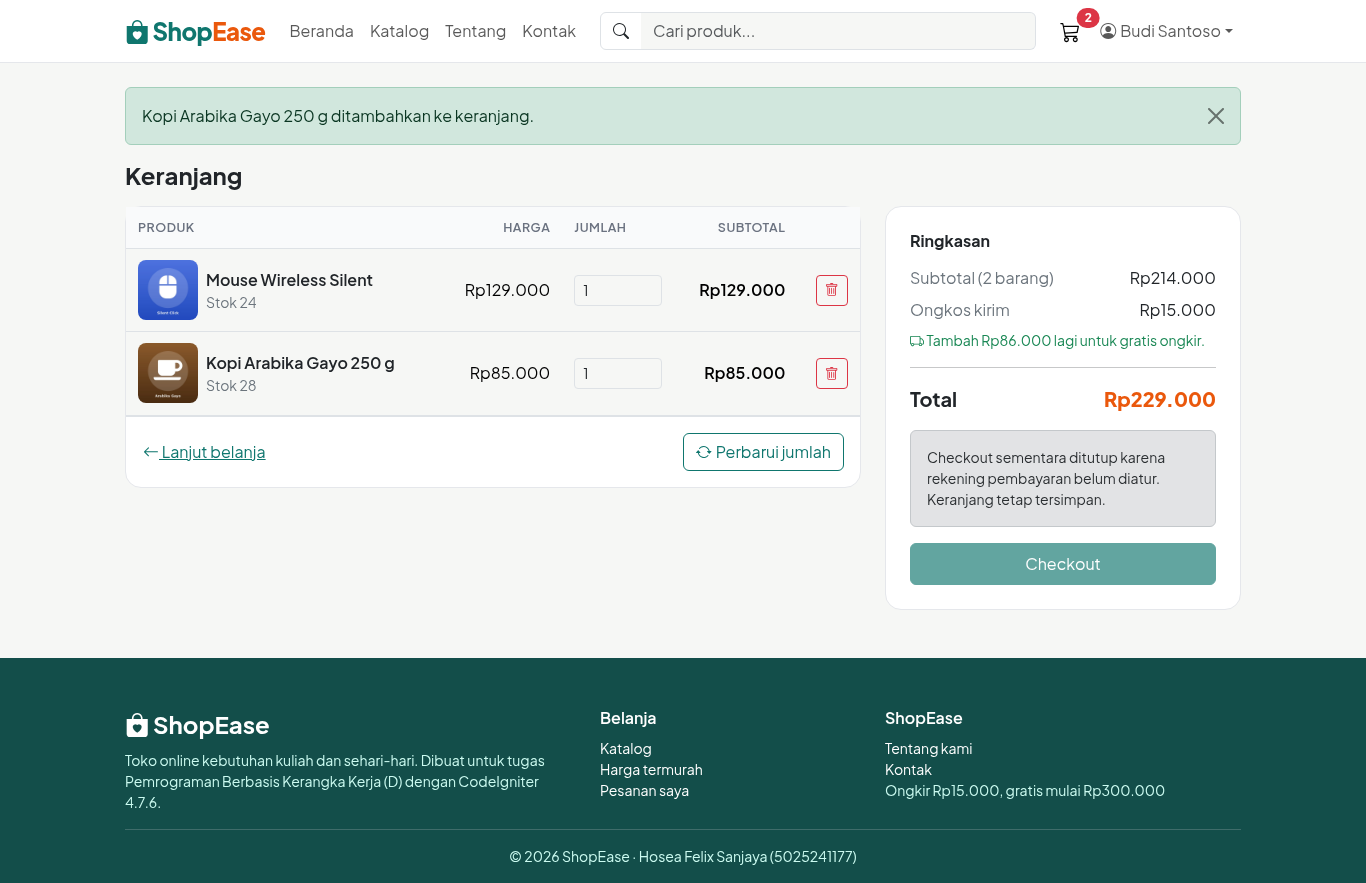 ShopEase Beranda Katalog Tentang Kontak Cari produk... 2 Budi Santoso
Kopi Arabika Gayo 250 g ditambahkan ke keranjang.
Keranjang
PRODUK HARGA JUMLAH SUBTOTAL
Mouse Wireless Silent
Stok 24
Rp129.000 1 Rp129.000
Silent Click
Kopi Arabika Gayo 250 g
Stok 28
Rp85.000 1 Rp85.000
Arabika Gayo
Lanjut belanja Perbarui jumlah
Ringkasan
Subtotal (2 barang) Rp214.000
Ongkos kirim Rp15.000
Tambah Rp86.000 lagi untuk gratis ongkir.
Total Rp229.000
Checkout sementara ditutup karena
rekening pembayaran belum diatur.
Keranjang tetap tersimpan.
Checkout
ShopEase
Toko online kebutuhan kuliah dan sehari-hari. Dibuat untuk tugas
Pemrograman Berbasis Kerangka Kerja (D) dengan CodeIgniter
4.7.6.
Belanja
Katalog
Harga termurah
Pesanan saya
ShopEase
Tentang kami
Kontak
Ongkir Rp15.000, gratis mulai Rp300.000
© 2026 ShopEase · Hosea Felix Sanjaya (5025241177)